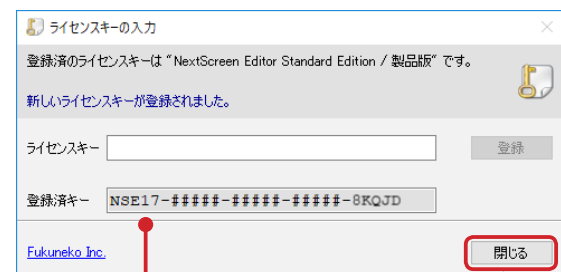 ライセンスキーの入力
登録済のライセンスキーは “NextScreen Editor Standard Edition / 製品版” です。
新しいライセンスキーが登録されました。
ライセンスキー
登録
登録済キー NSE17-#####-#####-#####-8KQJD
Fukuneko Inc.
閉じる